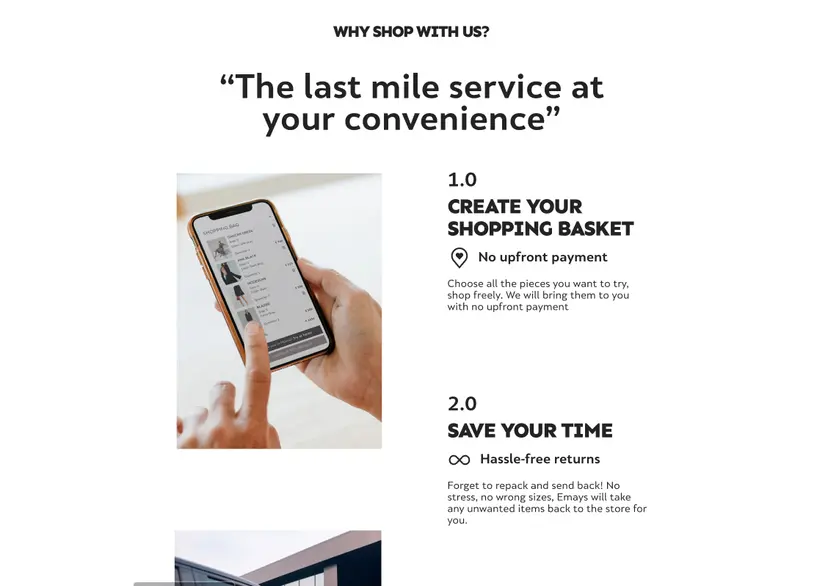 WHY SHOP WITH US?
“The last mile service at
your convenience”
1.0
CREATE YOUR
SHOPPING BASKET
No upfront payment
Choose all the pieces you want to try,
shop freely. We will bring them to you
with no upfront payment
SHOPPING BAG
2.0
SAVE YOUR TIME
Hassle-free returns
Forget to repack and send back! No
stress, no wrong sizes, Emays will take
any unwanted items back to the store for
you.